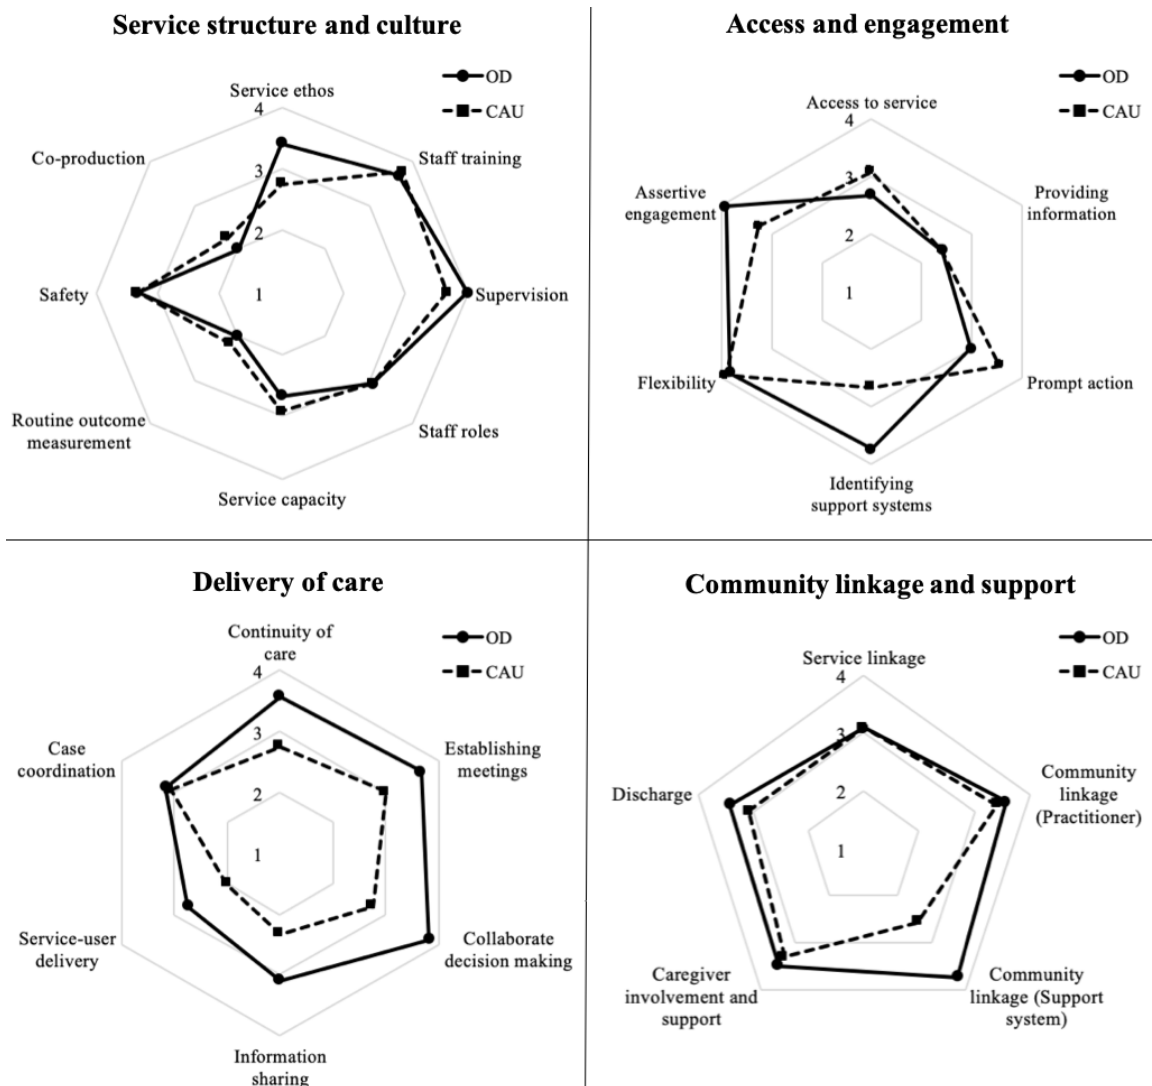 Service structure and culture
OD
CAU
Service ethos
4
Co-production
Staff training
3
2
Safety
1
Supervision
Routine outcome
measurement
Staff roles
Service capacity
Access and engagement
OD
CAU
Access to service
4
Assertive
engagement
3
Providing
information
2
1
Flexibility
Prompt action
Identifying
support systems
Delivery of care
Continuity of
care
OD
CAU
4
Case
coordination
3
Establishing
meetings
2
1
Service-user
delivery
Collaborate
decision making
Information
sharing
Community linkage and support
OD
CAU
Service linkage
4
3
Discharge
Community
linkage
(Practitioner)
2
1
Caregiver
involvement and
support
Community
linkage (Support
system)